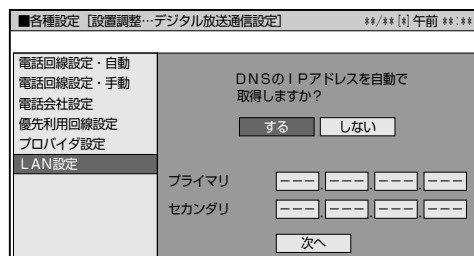 ■各種設定［設置調整…デジタル放送通信設定］ **/**[*]午前 **:**
電話回線設定・自動
電話回線設定・手動
電話会社設定
優先利用回線設定
プロバイダ設定
ＬＡＮ設定
ＤＮＳのＩＰアドレスを自動で
取得しますか？
する しない
プライマリ ---.---.---.---
セカンダリ ---.---.---.---
次へ